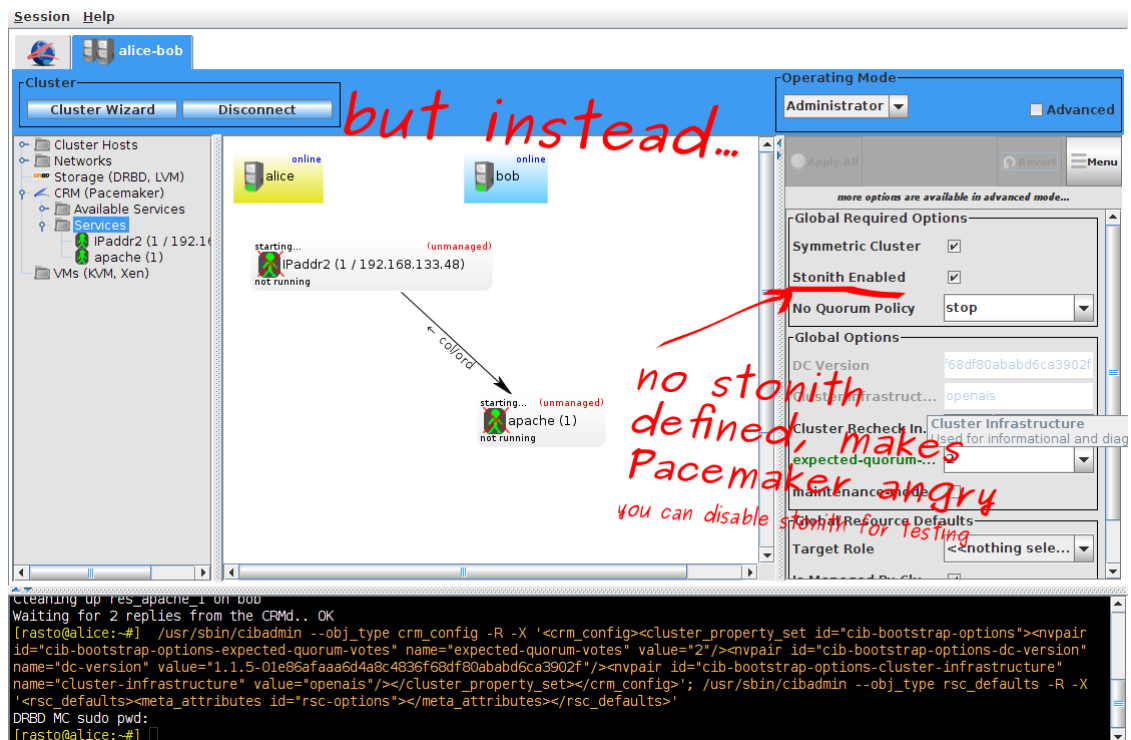 Session Help
alice-bob
Cluster
Cluster Wizard Disconnect
Operating Mode
Administrator
Advanced
but instead...
Cluster Hosts
Networks
Storage (DRBD, LVM)
CRM (Pacemaker)
Available Services
Services
IPaddr2 (1 / 192.16
apache (1)
VMs (KVM, Xen)
online
alice
online
bob
starting... (unmanaged)
IPaddr2 (1 / 192.168.133.48)
not running
← col/ord
starting... (unmanaged)
apache (1)
not running
Apply All Revert Menu
more options are available in advanced mode...
Global Required Options
Symmetric Cluster
Stonith Enabled
No Quorum Policy stop
Global Options
DC Version f68df80ababd6ca3902f
Cluster Infrastruct... openais
Cluster Recheck In.
Cluster Infrastructure
Used for informational and diag
expected-quorum-... 2
maintenance-mode
Global Resource Defaults
Target Role <<nothing sele...
Is Managed By Clu
no stonith
defined, makes
Pacemaker angry
you can disable stonith for testing
Cleaning up res_apache_1 on bob
Waiting for 2 replies from the CRMd.. OK
[rasto@alice:~#] /usr/sbin/cibadmin --obj_type crm_config -R -X '<crm_config><cluster_property_set id="cib-bootstrap-options"><nvpair
id="cib-bootstrap-options-expected-quorum-votes" name="expected-quorum-votes" value="2"/><nvpair id="cib-bootstrap-options-dc-version"
name="dc-version" value="1.1.5-01e86afaaa6d4a8c4836f68df80ababd6ca3902f"/><nvpair id="cib-bootstrap-options-cluster-infrastructure"
name="cluster-infrastructure" value="openais"/></cluster_property_set></crm_config>'; /usr/sbin/cibadmin --obj_type rsc_defaults -R -X
'<rsc_defaults><meta_attributes id="rsc-options"></meta_attributes></rsc_defaults>'
DRBD MC sudo pwd:
[rasto@alice:~#]